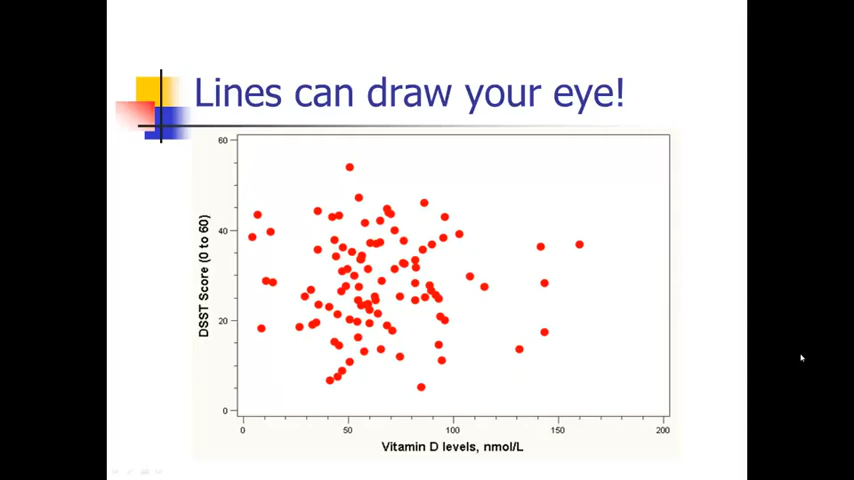 Lines can draw your eye!
60
40
20
0
DSST Score (0 to 60)
0 50 100 150 200
Vitamin D levels, nmol/L